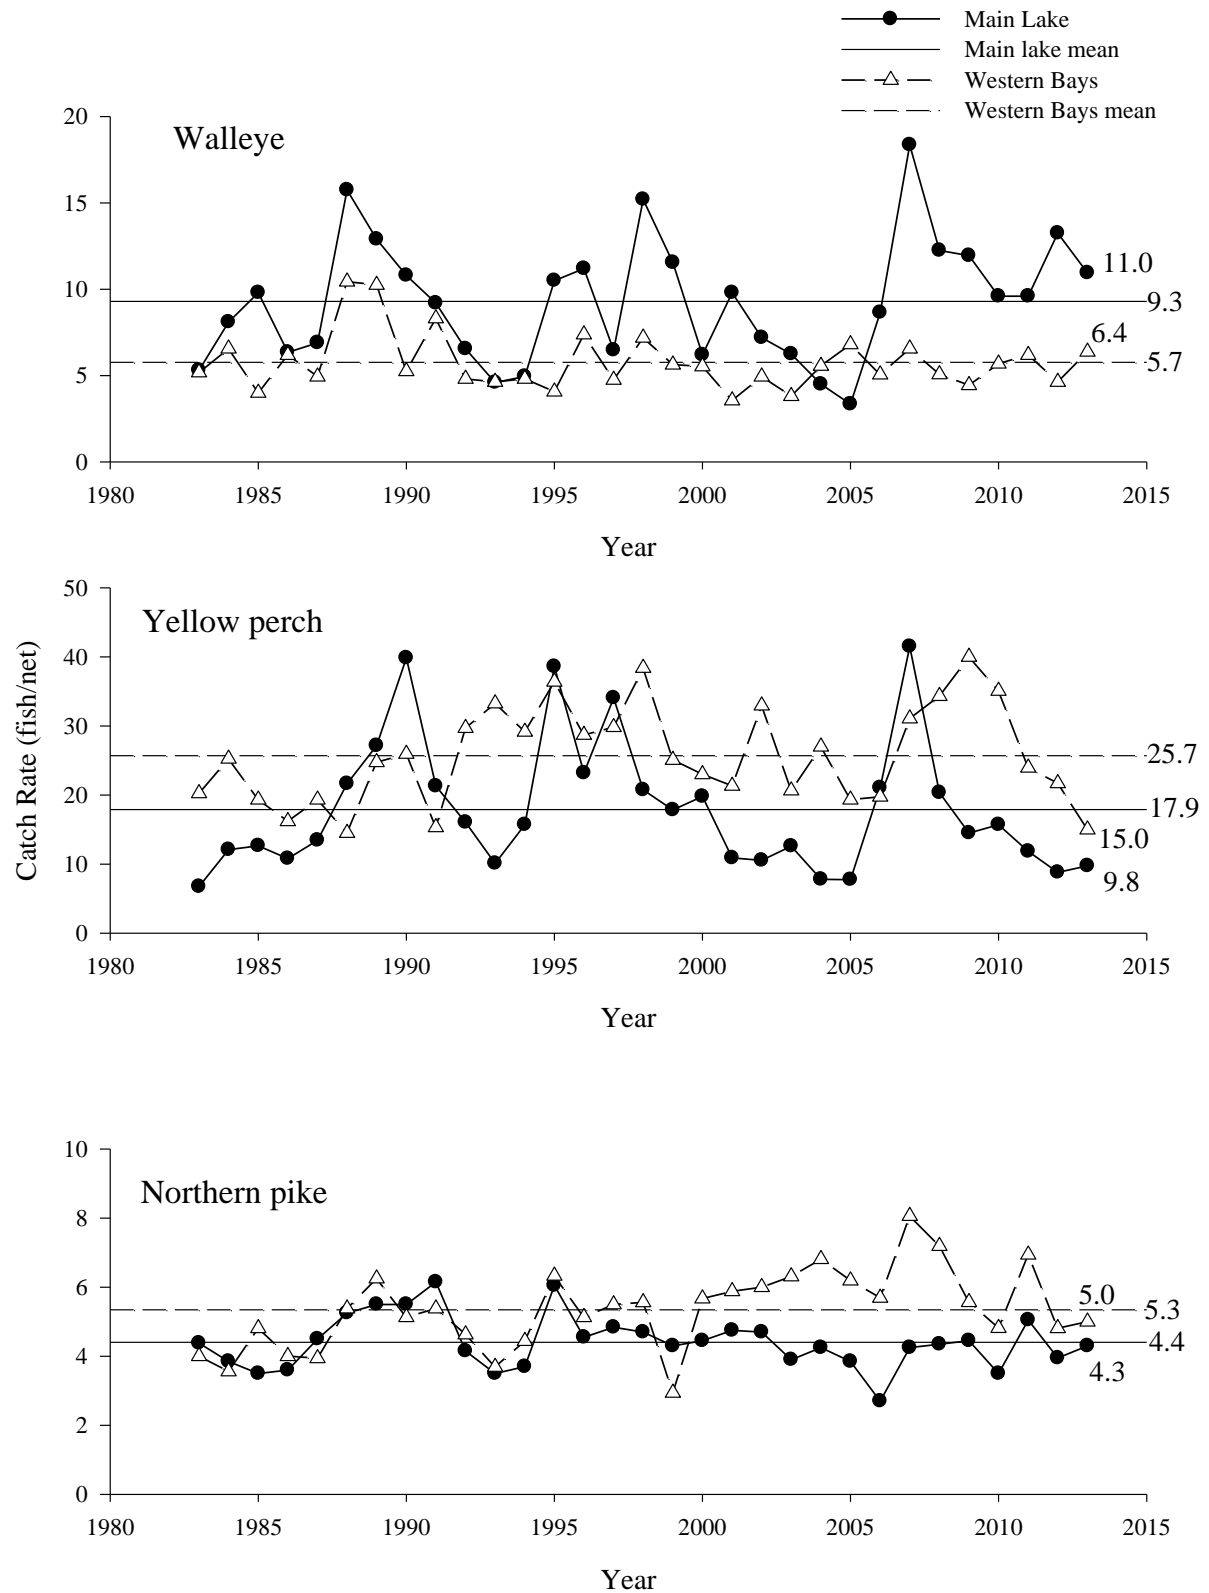 Main Lake
Main lake mean
Western Bays
Western Bays mean
Walleye
20
15
10
5
0
11.0
9.3
6.4
5.7
1980 1985 1990 1995 2000 2005 2010 2015
Year
Catch Rate (fish/net)
Yellow perch
50
40
30
20
10
0
25.7
17.9
15.0
9.8
1980 1985 1990 1995 2000 2005 2010 2015
Year
Northern pike
10
8
6
4
2
0
5.0
5.3
4.4
4.3
1980 1985 1990 1995 2000 2005 2010 2015
Year